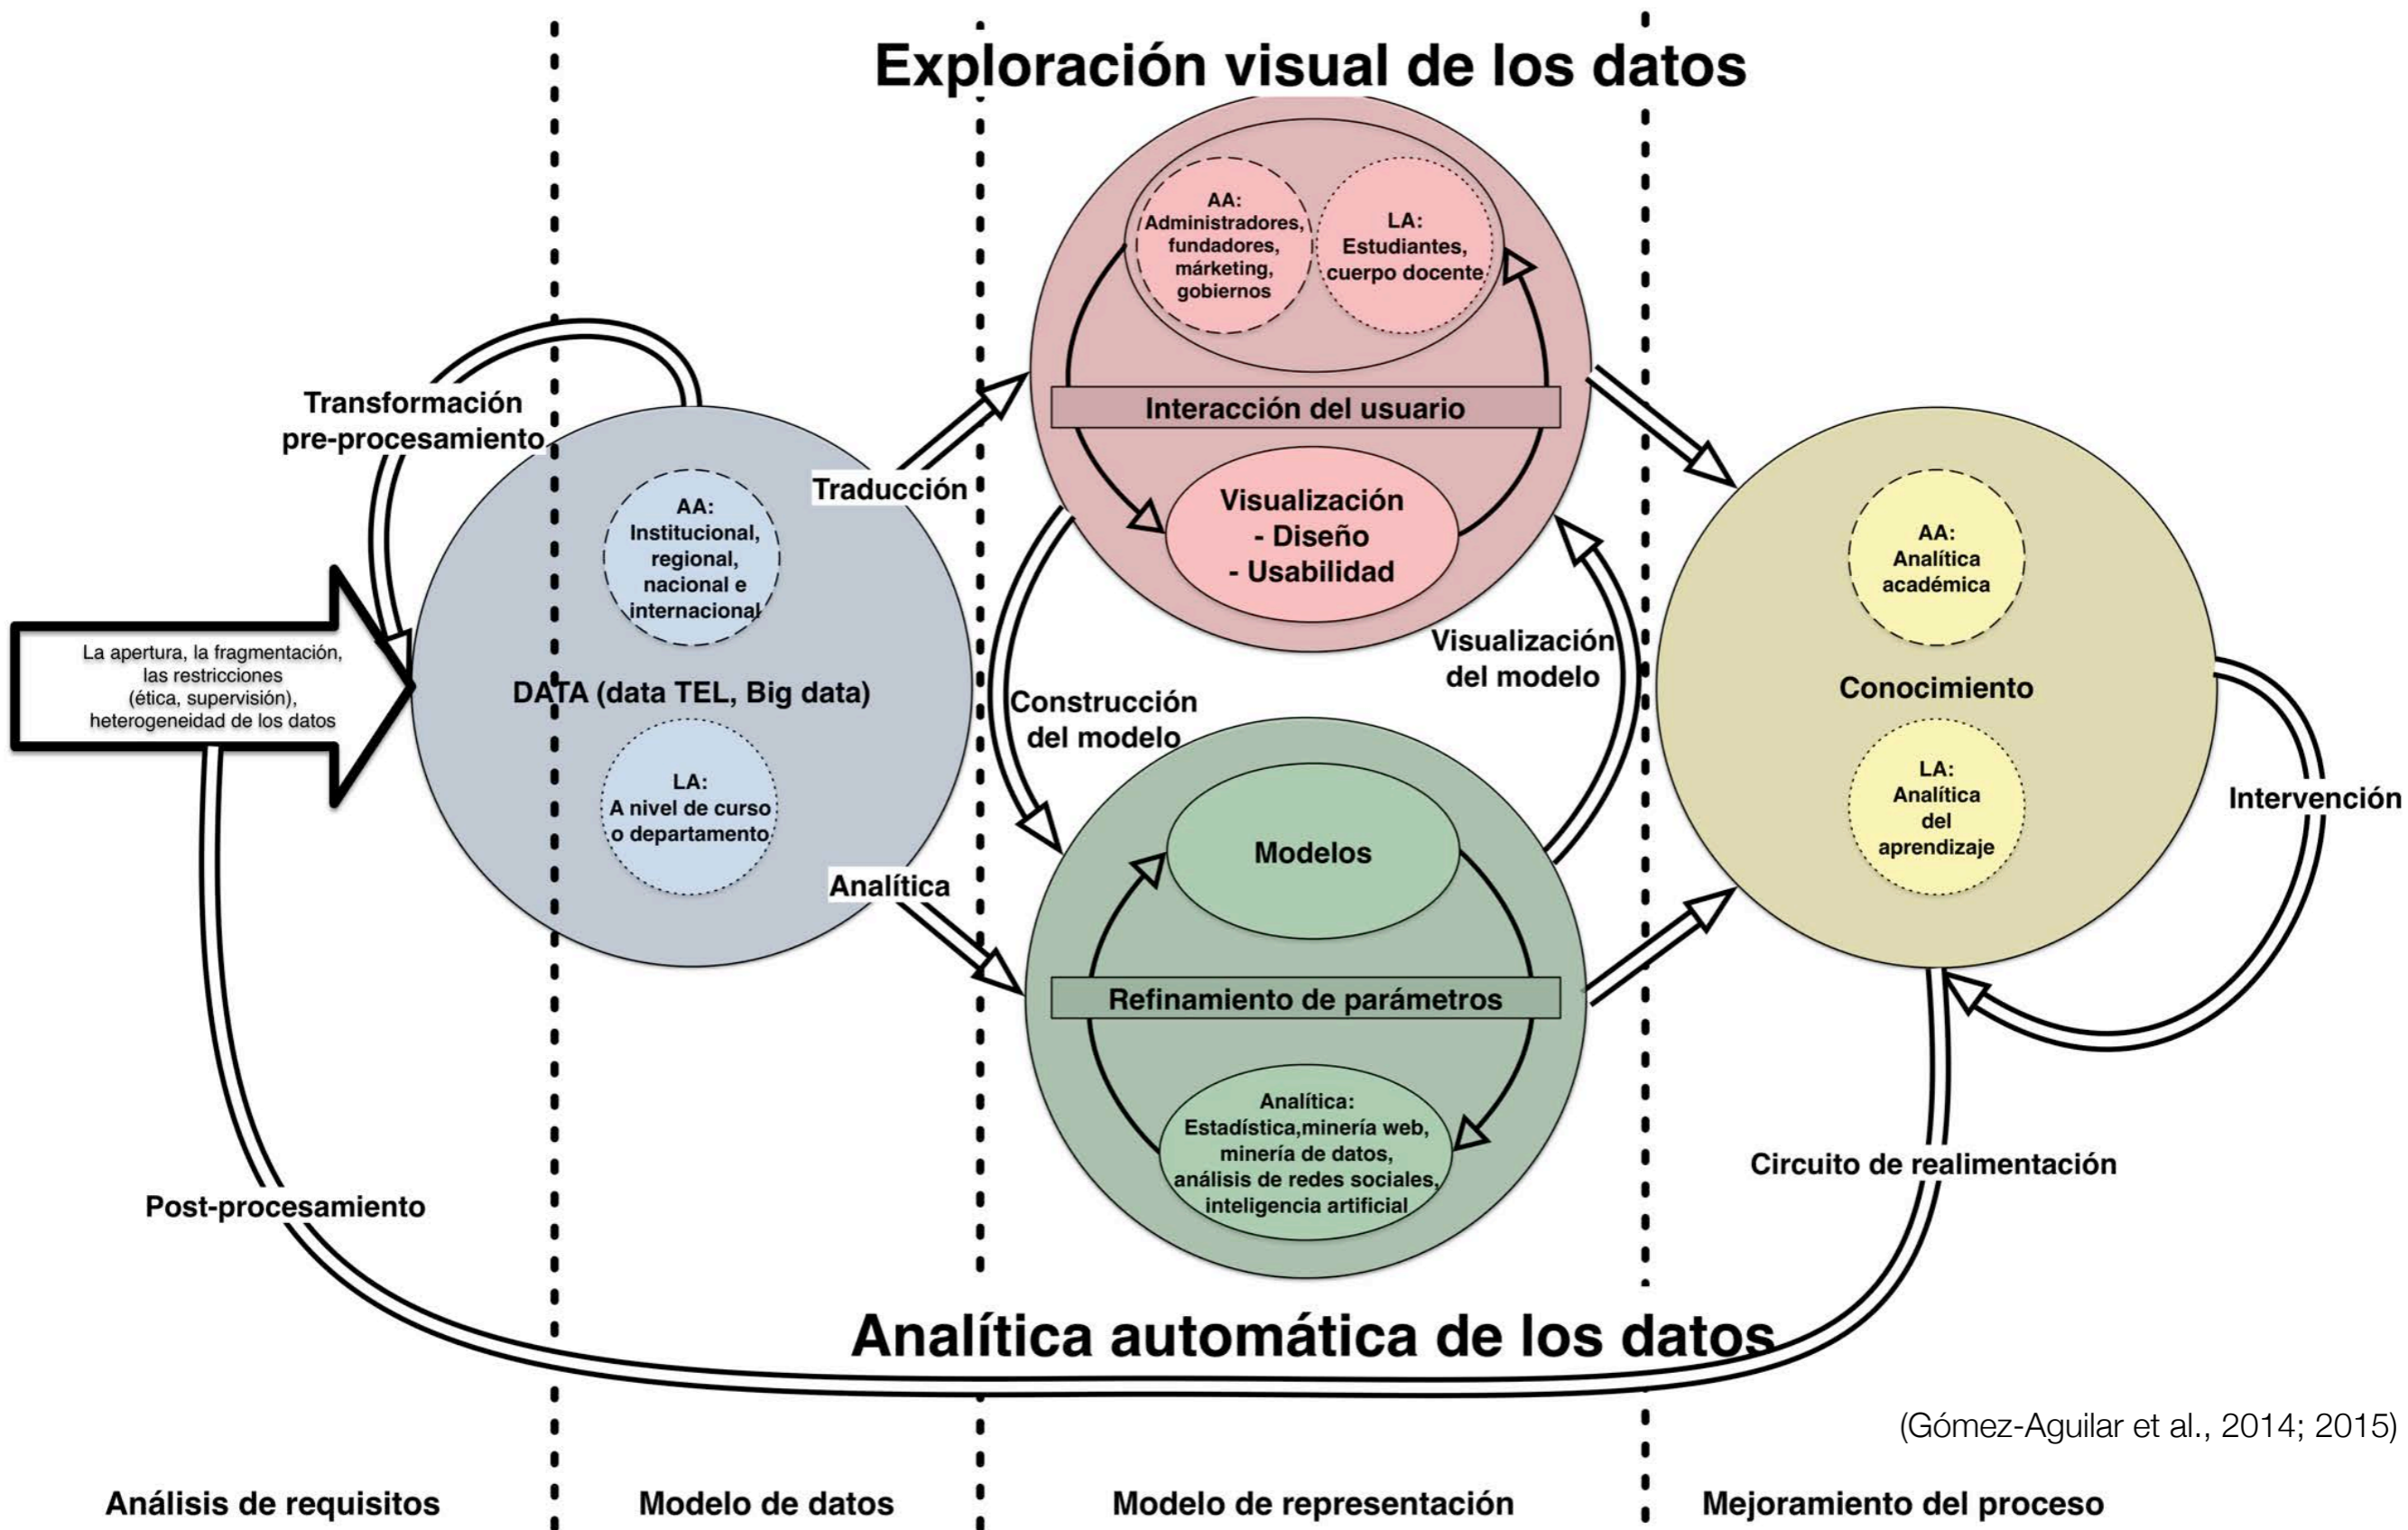 Exploración visual de los datos
AA:
Administradores,
fundadores,
márketing,
gobiernos
LA:
Estudiantes,
cuerpo docente
Interacción del usuario
Visualización
- Diseño
- Usabilidad
Transformación
pre-procesamiento
Traducción
AA:
Institucional,
regional,
nacional e
internacional
La apertura, la fragmentación,
las restricciones
(ética, supervisión),
heterogeneidad de los datos
DATA (data TEL, Big data)
LA:
A nivel de curso
o departamento
Analítica
Construcción
del modelo
Visualización
del modelo
Modelos
Refinamiento de parámetros
Analítica:
Estadística,minería web,
minería de datos,
análisis de redes sociales,
inteligencia artificial
AA:
Analítica
académica
Conocimiento
LA:
Analítica
del
aprendizaje
Intervención
Circuito de realimentación
Post-procesamiento
Analítica automática de los datos
(Gómez-Aguilar et al., 2014; 2015)
Análisis de requisitos
Modelo de datos
Modelo de representación
Mejoramiento del proceso